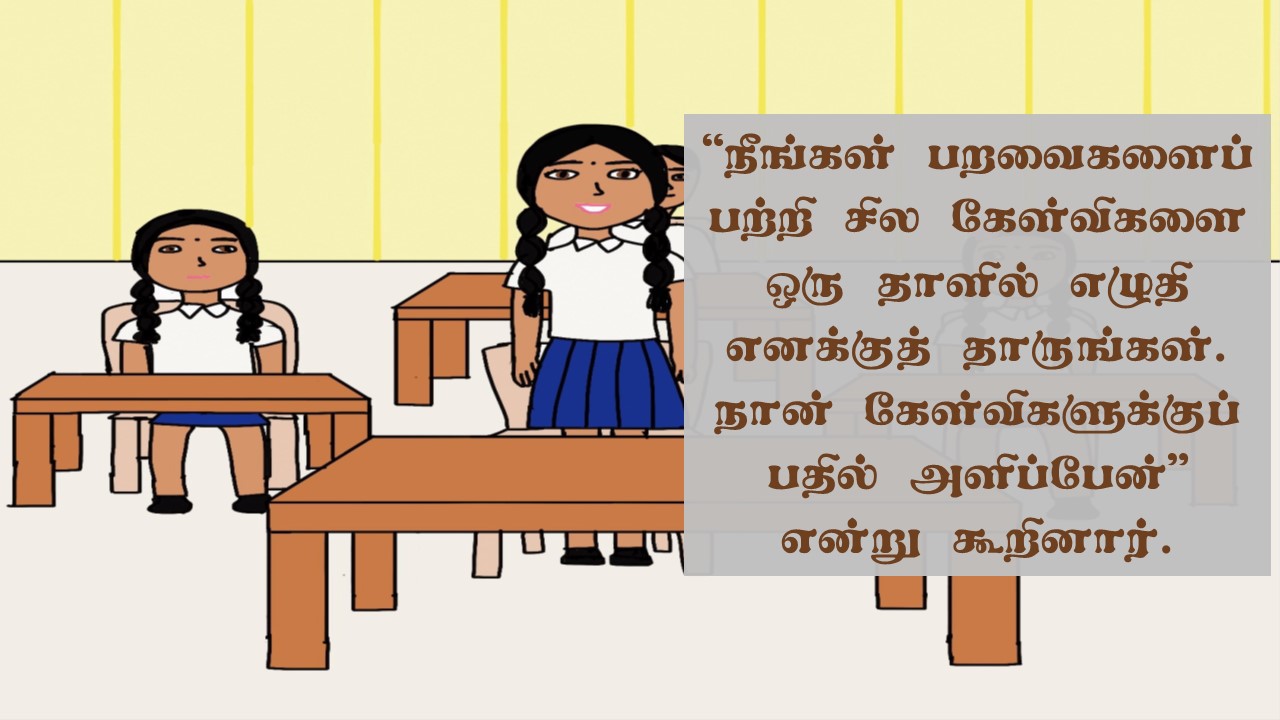 “நீங்கள் பறவைகளைப்
பற்றி சில கேள்விகளை
ஒரு தாளில் எழுதி
எனக்குத் தாருங்கள்.
நான் கேள்விகளுக்குப்
பதில் அளிப்பேன்”
என்று கூறினார்.